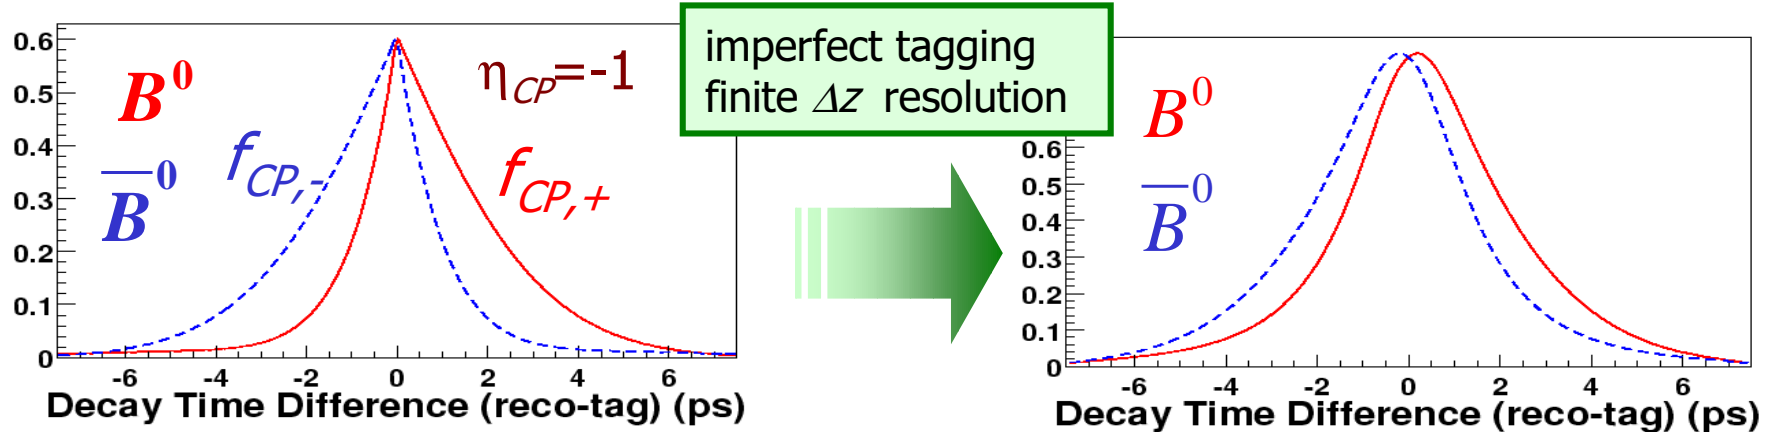 imperfect tagging
finite Δz resolution
0.6
0.5
0.4
0.3
0.2
0.1
0
B⁰
B̅⁰
f_CP,-
η_CP=-1
f_CP,+
-6 -4 -2 0 2 4 6
Decay Time Difference (reco-tag) (ps)
0.6
0.5
0.4
0.3
0.2
0.1
0
B⁰
B̅⁰
-6 -4 -2 0 2 4 6
Decay Time Difference (reco-tag) (ps)